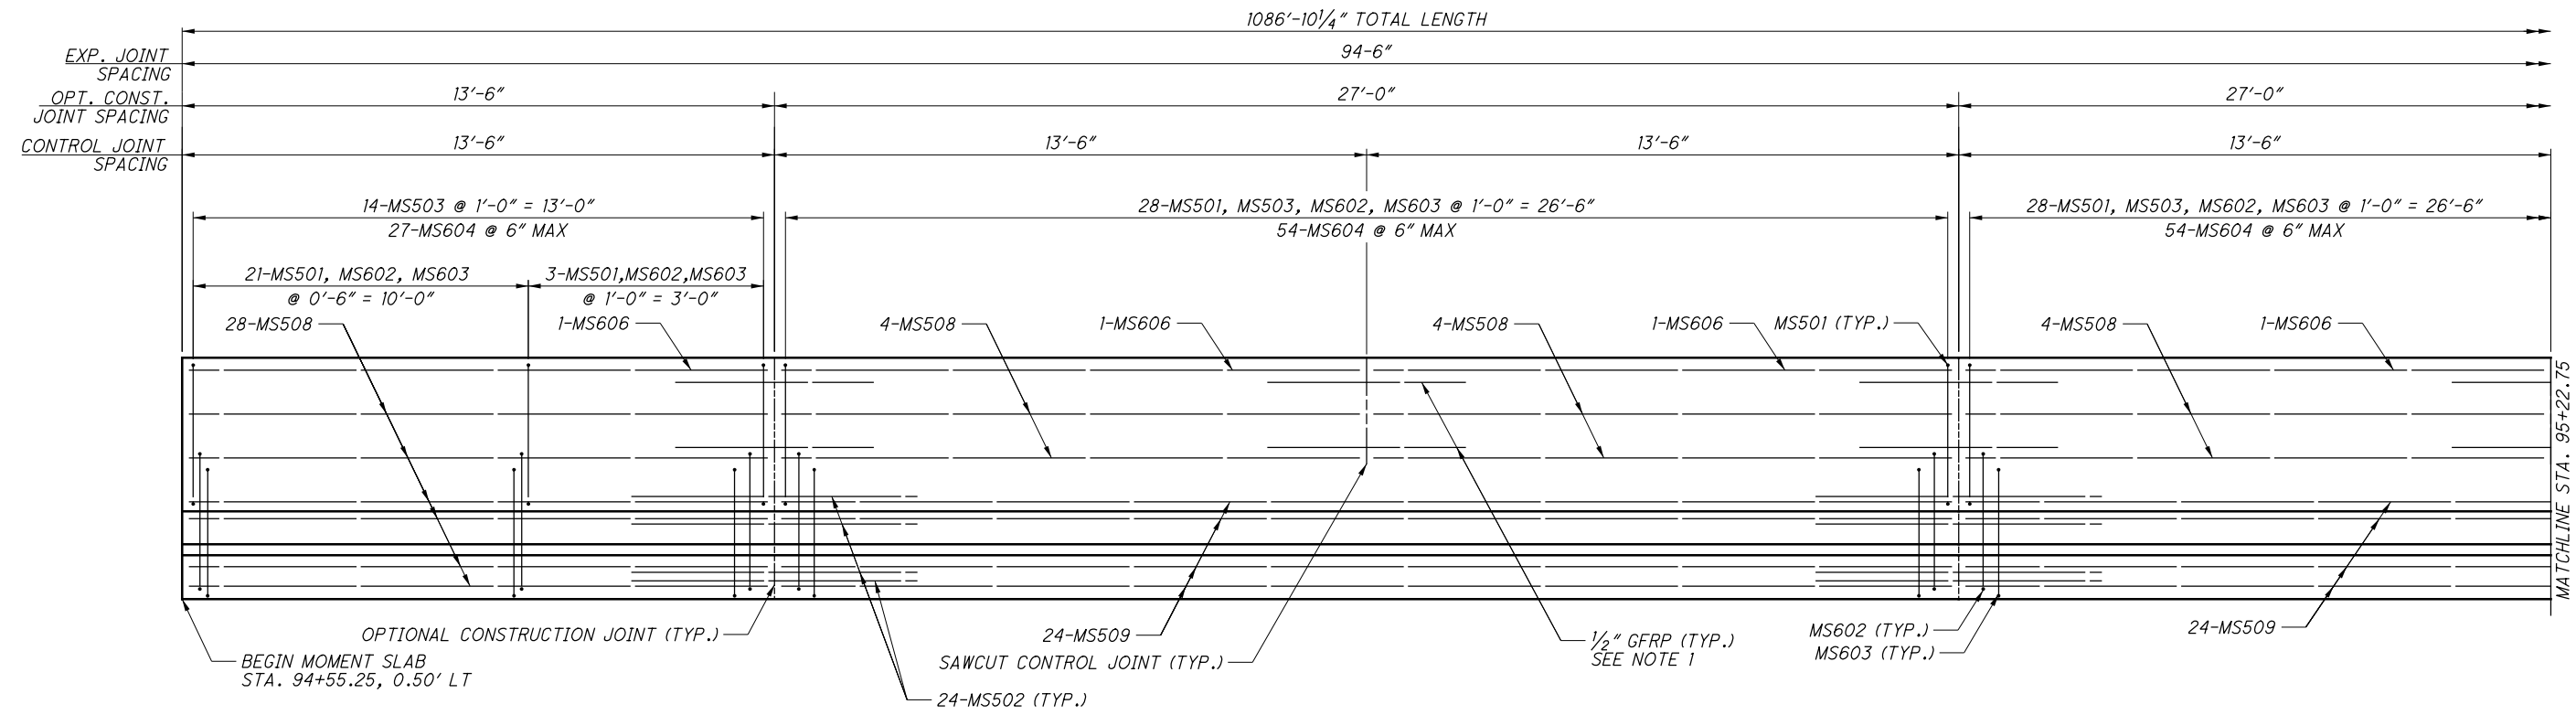 1086'-10 1/4" TOTAL LENGTH
EXP. JOINT
SPACING
94-6"
OPT. CONST.
JOINT SPACING
13'-6"
27'-0"
27'-0"
CONTROL JOINT
SPACING
13'-6"
13'-6"
13'-6"
13'-6"
14-MS503 @ 1'-0" = 13'-0"
27-MS604 @ 6" MAX
28-MS501, MS503, MS602, MS603 @ 1'-0" = 26'-6"
54-MS604 @ 6" MAX
28-MS501, MS503, MS602, MS603 @ 1'-0" = 26'-6"
54-MS604 @ 6" MAX
21-MS501, MS602, MS603
@ 0'-6" = 10'-0"
3-MS501,MS602,MS603
@ 1'-0" = 3'-0"
28-MS508
1-MS606
4-MS508
1-MS606
4-MS508
1-MS606
MS501 (TYP.)
4-MS508
1-MS606
MATCHLINE STA. 95+22.75
OPTIONAL CONSTRUCTION JOINT (TYP.)
BEGIN MOMENT SLAB
STA. 94+55.25, 0.50' LT
24-MS509
SAWCUT CONTROL JOINT (TYP.)
24-MS502 (TYP.)
1/2" GFRP (TYP.)
SEE NOTE 1
MS602 (TYP.)
MS603 (TYP.)
24-MS509